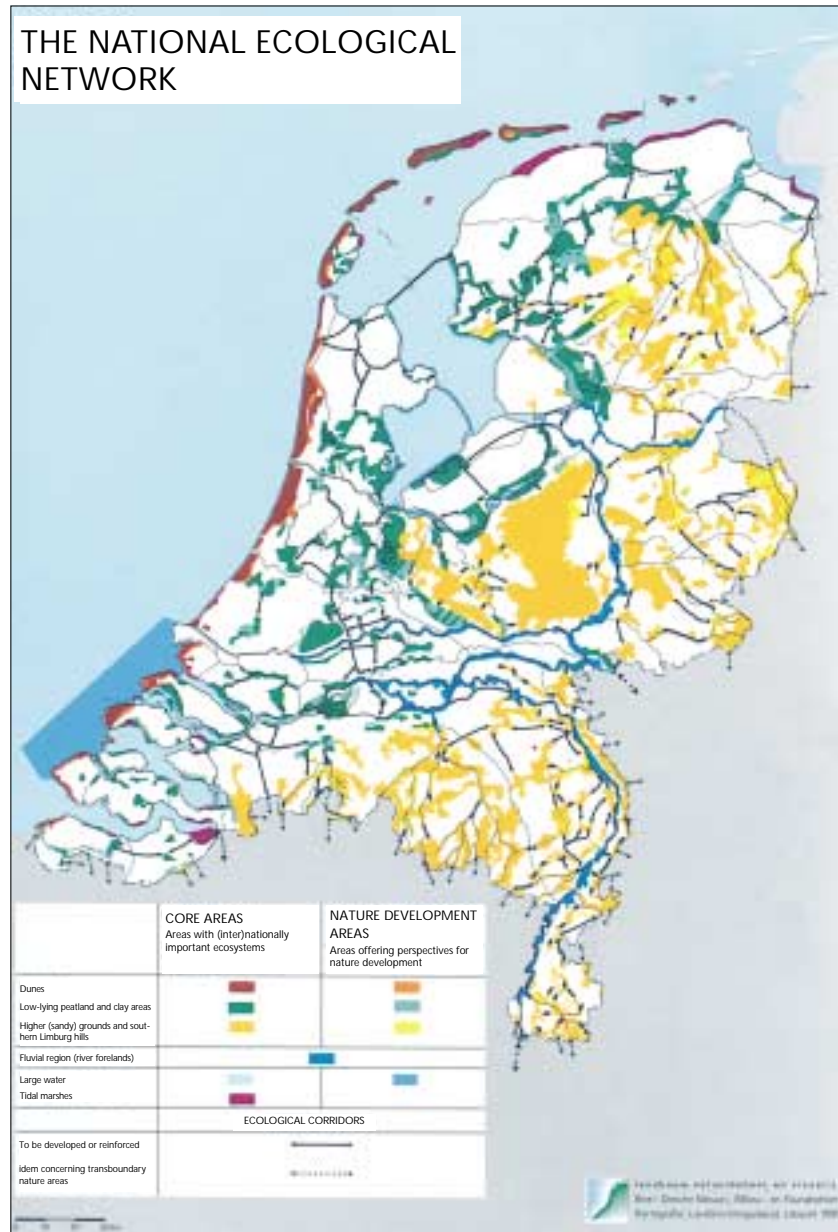 THE NATIONAL ECOLOGICAL
NETWORK
CORE AREAS
Areas with (inter)nationally
important ecosystems
NATURE DEVELOPMENT
AREAS
Areas offering perspectives for
nature development
Dunes
Low-lying peatland and clay areas
Higher (sandy) grounds and sout-
hern Limburg hills
Fluvial region (river forelands)
Large water
Tidal marshes
ECOLOGICAL CORRIDORS
To be developed or reinforced
idem concerning transboundary
nature areas